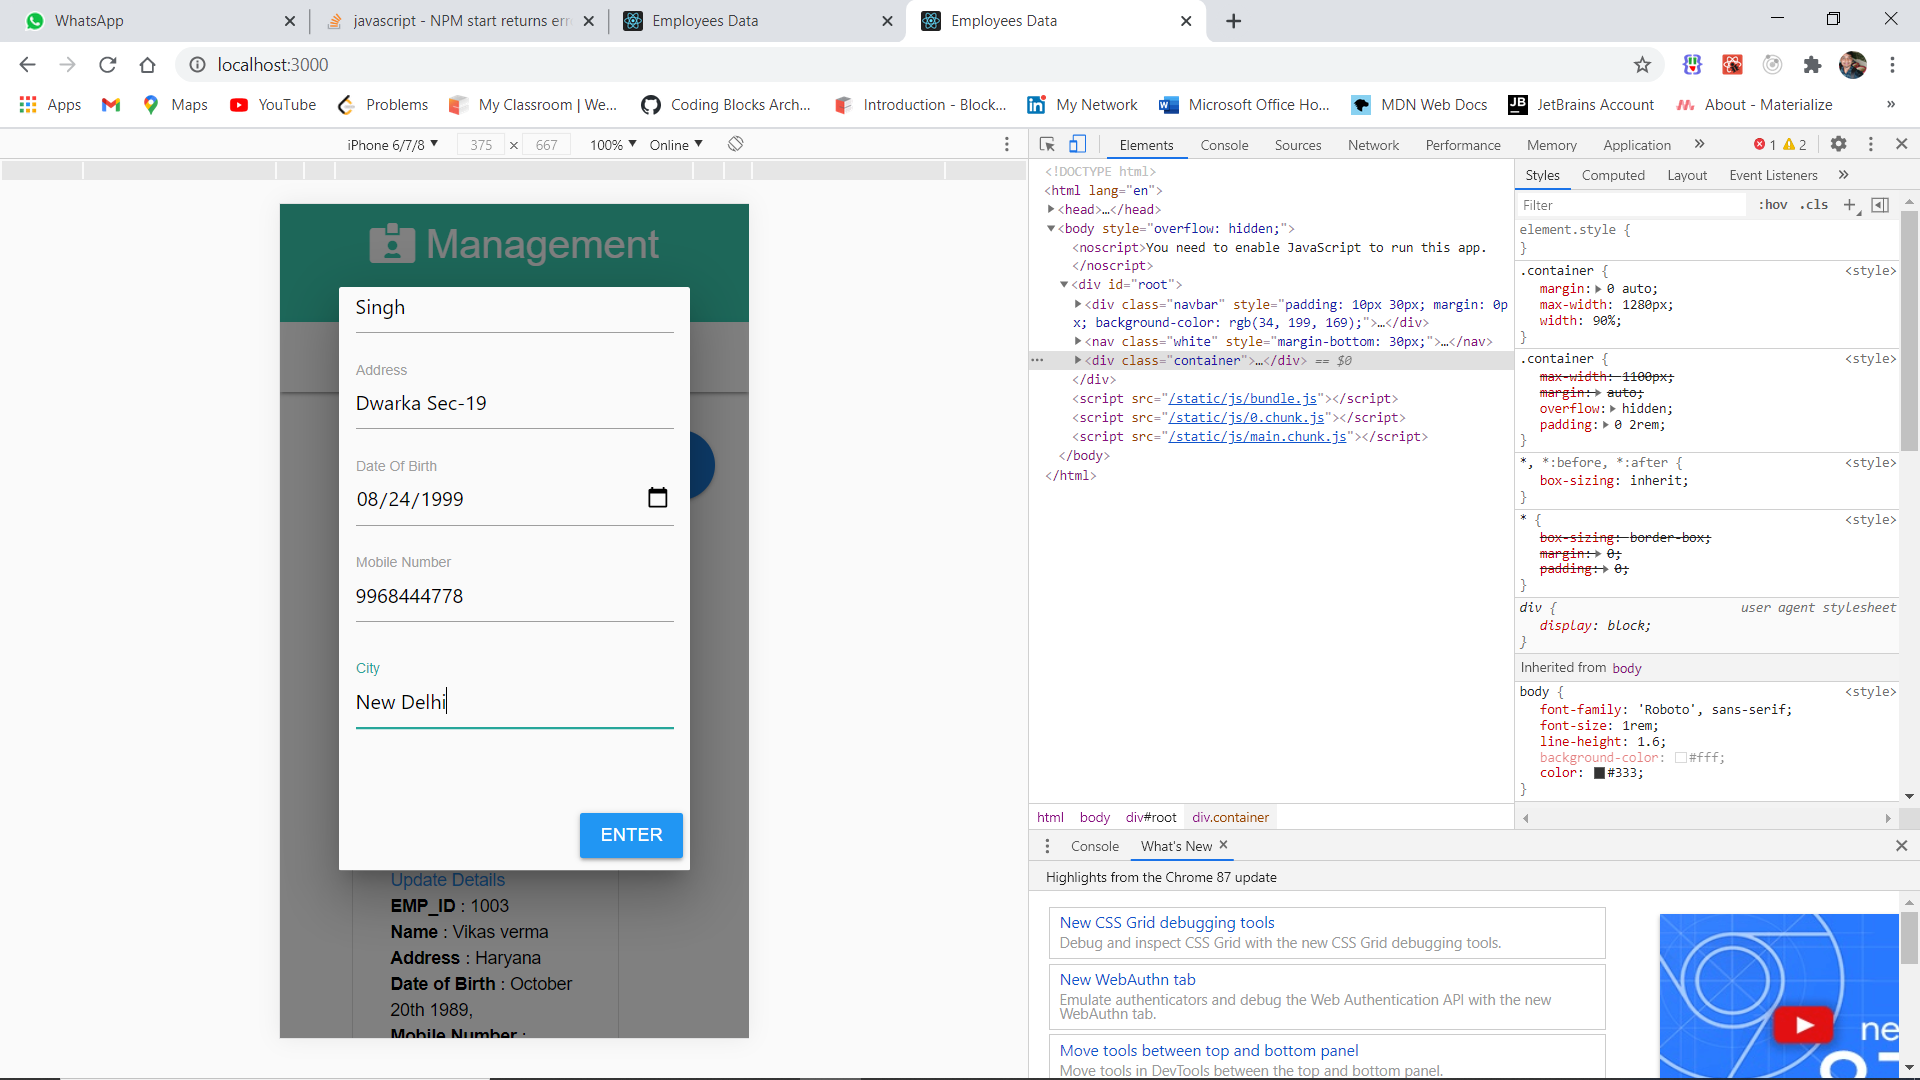 WhatsApp
javascript - NPM start returns err
Employees Data
Employees Data
localhost:3000
Apps
Maps
YouTube
Problems
My Classroom | We...
Coding Blocks Arch...
Introduction - Block...
My Network
Microsoft Office Ho...
MDN Web Docs
JetBrains Account
About - Materialize
»
iPhone 6/7/8
375 × 667
100%
Online
Elements
Console
Sources
Network
Performance
Memory
Application
»
1
2
Management
Singh
Address
Dwarka Sec-19
Date Of Birth
08/24/1999
Mobile Number
9968444778
City
New Delhi
ENTER
Update Details
EMP_ID : 1003
Name : Vikas verma
Address : Haryana
Date of Birth : October
20th 1989,
Mobile Number :
<!DOCTYPE html>
<html lang="en">
<head>…</head>
<body style="overflow: hidden;">
<noscript>You need to enable JavaScript to run this app.
</noscript>
<div id="root">
<div class="navbar" style="padding: 10px 30px; margin: 0p
x; background-color: rgb(34, 199, 169);">…</div>
<nav class="white" style="margin-bottom: 30px;">…</nav>
<div class="container">…</div> == $0
</div>
<script src="/static/js/bundle.js"></script>
<script src="/static/js/0.chunk.js"></script>
<script src="/static/js/main.chunk.js"></script>
</body>
</html>
html
body
div#root
div.container
Styles
Computed
Layout
Event Listeners
»
Filter
:hov
.cls
+
element.style {
}
.container {
<style>
margin: 0 auto;
max-width: 1280px;
width: 90%;
}
.container {
<style>
max-width: 1100px;
margin: auto;
overflow: hidden;
padding: 0 2rem;
}
*, *:before, *:after {
<style>
box-sizing: inherit;
}
* {
<style>
box-sizing: border-box;
margin: 0;
padding: 0;
}
div {
user agent stylesheet
display: block;
}
Inherited from body
body {
<style>
font-family: 'Roboto', sans-serif;
font-size: 1rem;
line-height: 1.6;
background-color: #fff;
color: #333;
}
Console
What's New
Highlights from the Chrome 87 update
New CSS Grid debugging tools
Debug and inspect CSS Grid with the new CSS Grid debugging tools.
New WebAuthn tab
Emulate authenticators and debug the Web Authentication API with the new
WebAuthn tab.
Move tools between top and bottom panel
Move tools in DevTools between the top and bottom panel.
ne